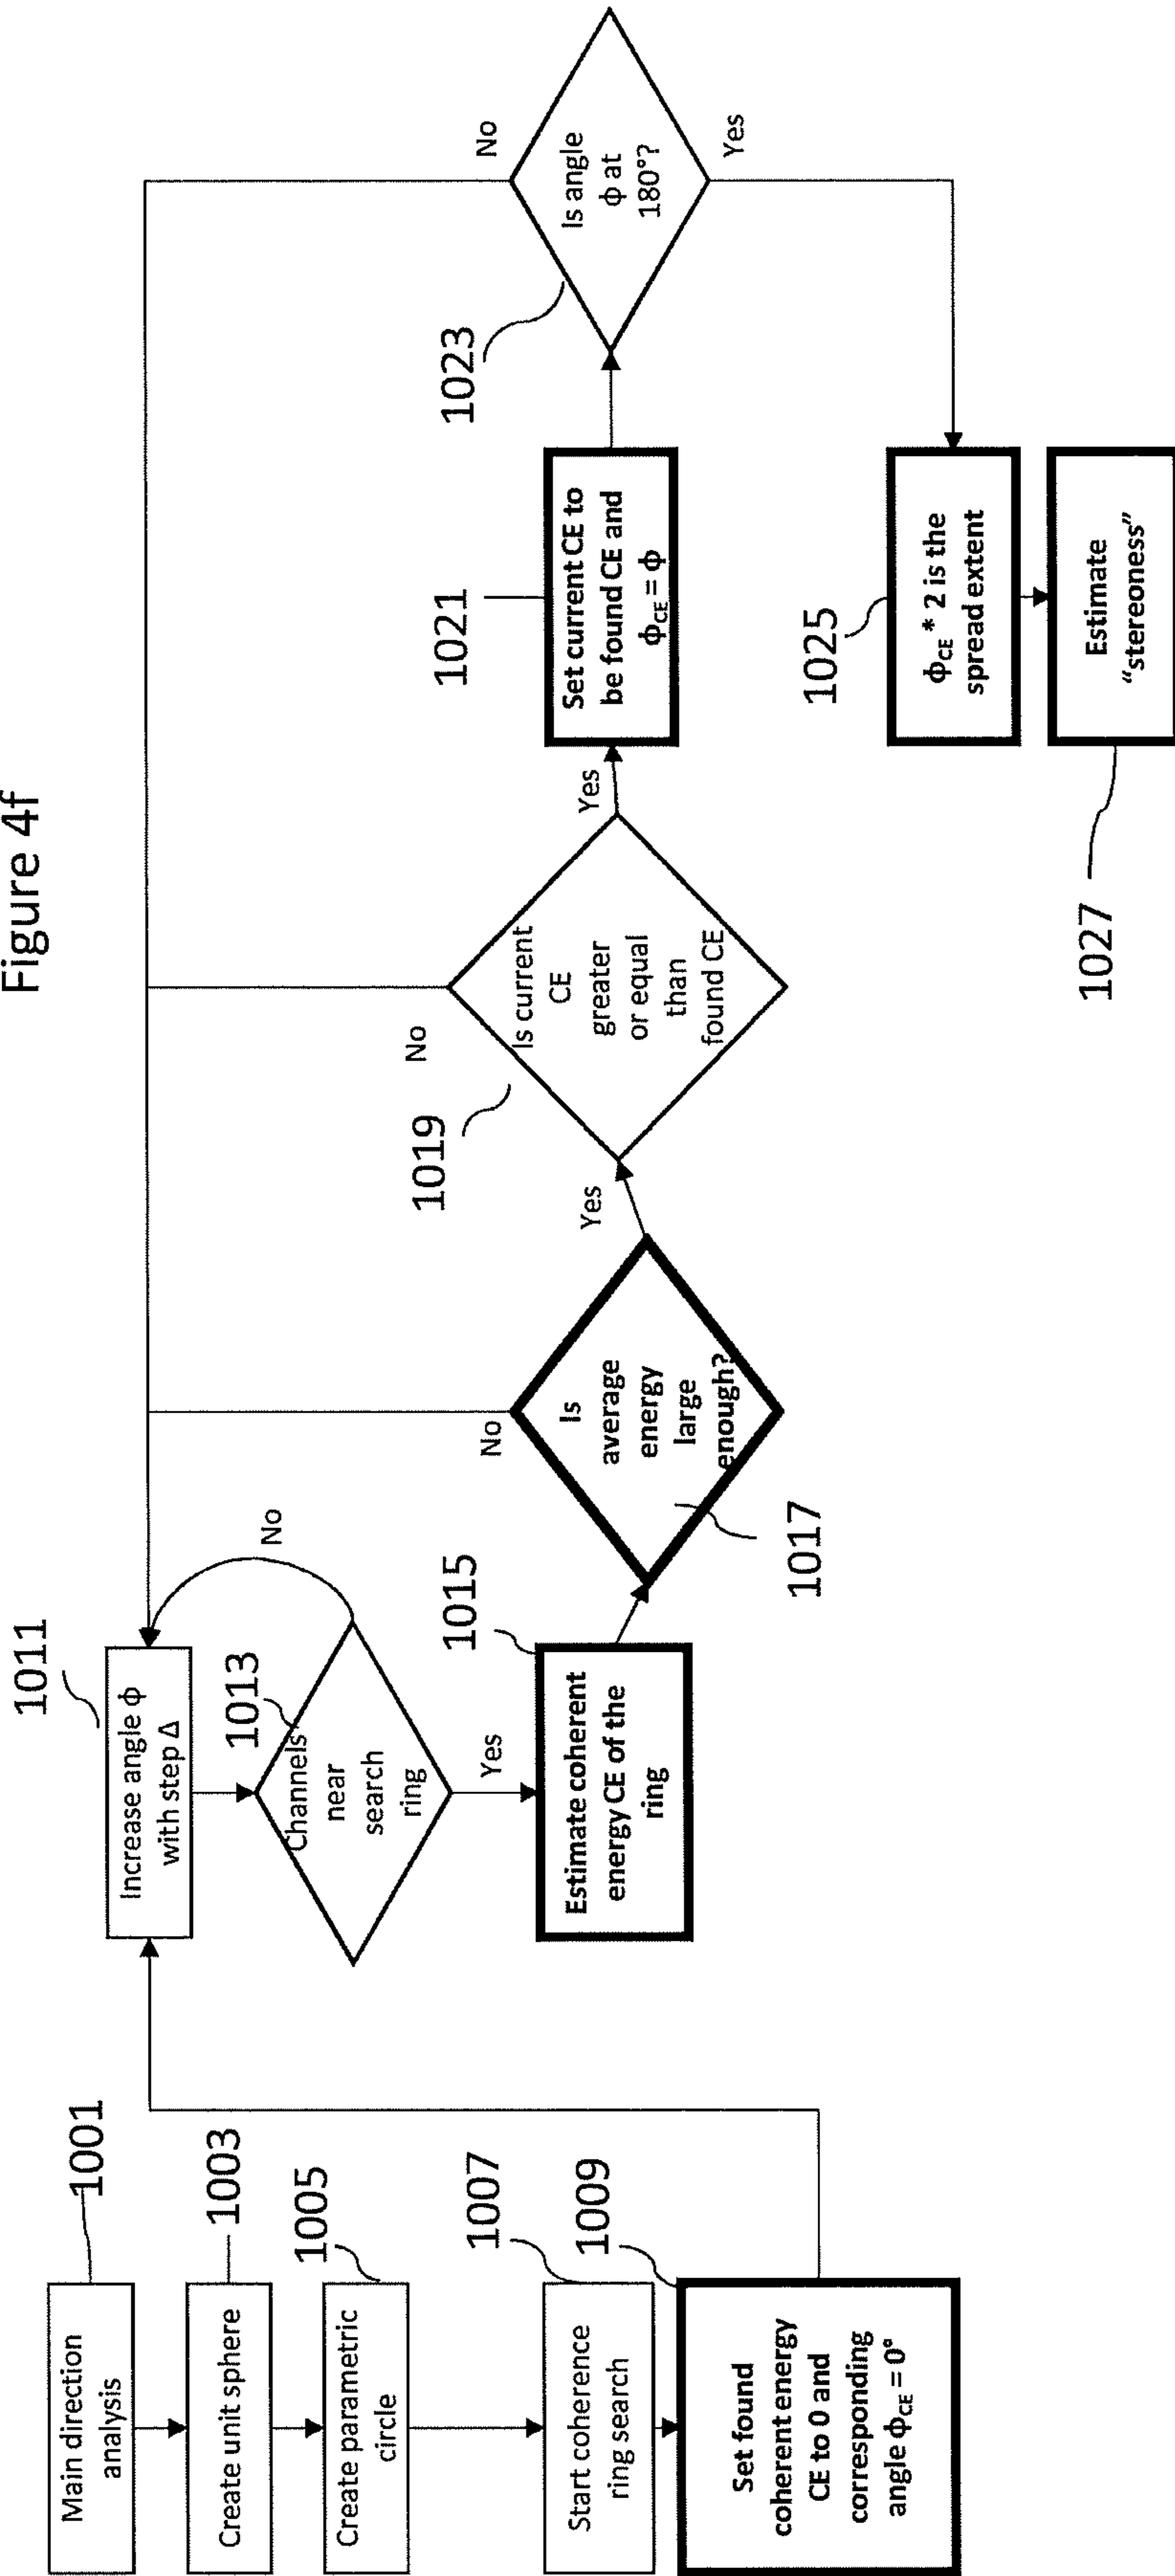 Figure 4f
Main direction
analysis
1001
Create unit sphere
1003
Create parametric
circle
1005
Start coherence
ring search
1007
Set found
coherent energy
CE to 0 and
corresponding
angle ϕCE = 0°
1009
Increase angle ϕ
with step Δ
1011
Channels
near
search
ring
1013
No
Yes
Estimate coherent
energy CE of the
ring
1015
Is
average
energy
large
enough?
1017
No
Yes
Is current
CE
greater
or equal
than
found CE
1019
No
Yes
Set current CE to
be found CE and
ϕCE = ϕ
1021
Is angle
ϕ at
180°?
1023
No
Yes
ϕCE * 2 is the
spread extent
1025
Estimate
“stereoness”
1027